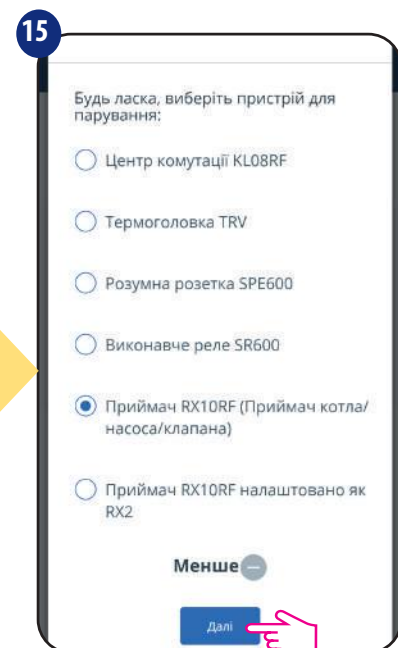 15
Будь ласка, виберіть пристрій для
парування:
Центр комутації KL08RF
Термоголовка TRV
Розумна розетка SPE600
Виконавче реле SR600
Приймач RX10RF (Приймач котла/
насоса/клапана)
Приймач RX10RF налаштовано як
RX2
Менше
Далі